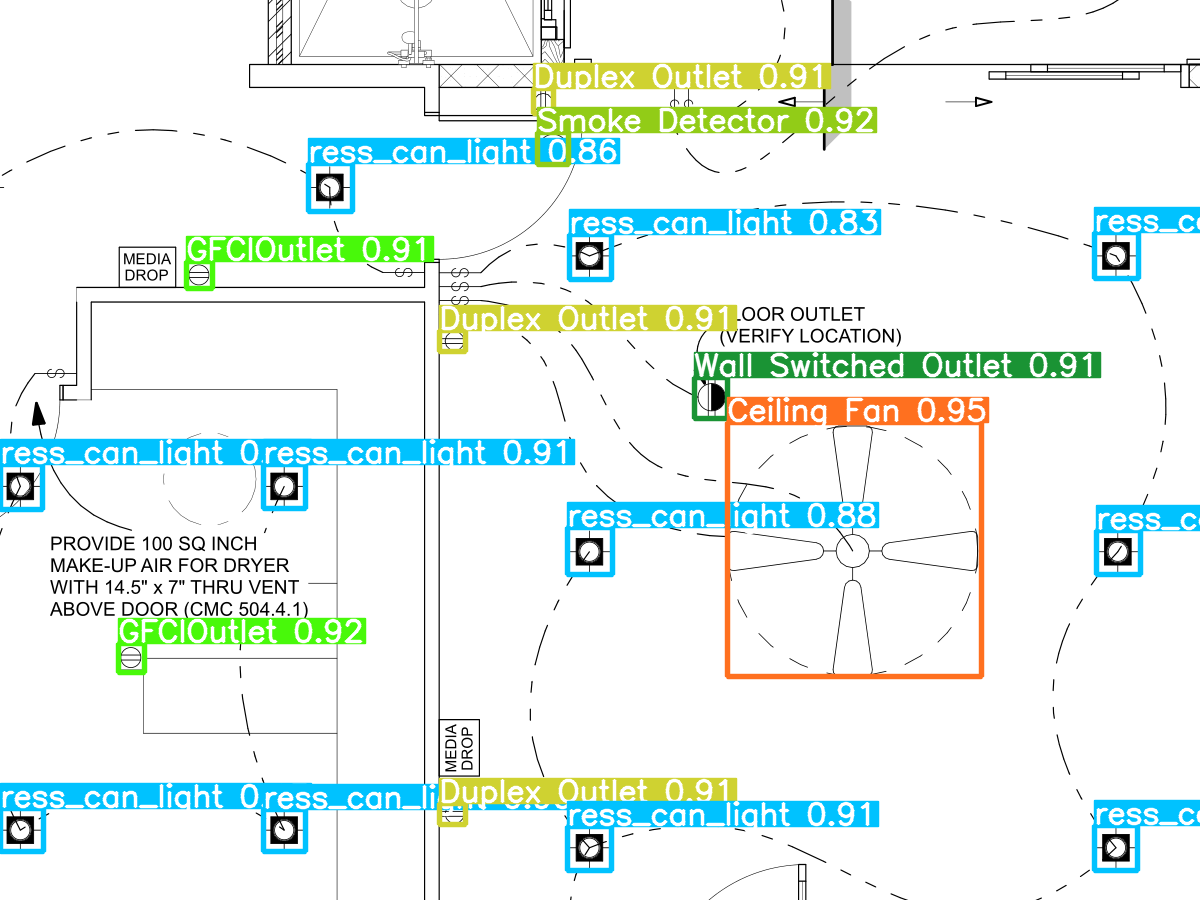 Duplex Outlet 0.91
Smoke Detector 0.92
ress_can_light 0.86
ress_can_light 0.83
ress_c
GFCIOutlet 0.91
MEDIA
DROP
S S
S
S S
Duplex Outlet 0.91
LOOR OUTLET
(VERIFY LOCATION)
Wall Switched Outlet 0.91
S
Ceiling Fan 0.95
ress_can_light 0.
ress_can_light 0.91
ress_can_light 0.88
ress_c
PROVIDE 100 SQ INCH
MAKE-UP AIR FOR DRYER
WITH 14.5" x 7" THRU VENT
ABOVE DOOR (CMC 504.4.1)
GFCIOutlet 0.92
MEDIA
DROP
ress_can_light 0.
ress_can_li
Duplex Outlet 0.91
ress_can_light 0.91
ress_c